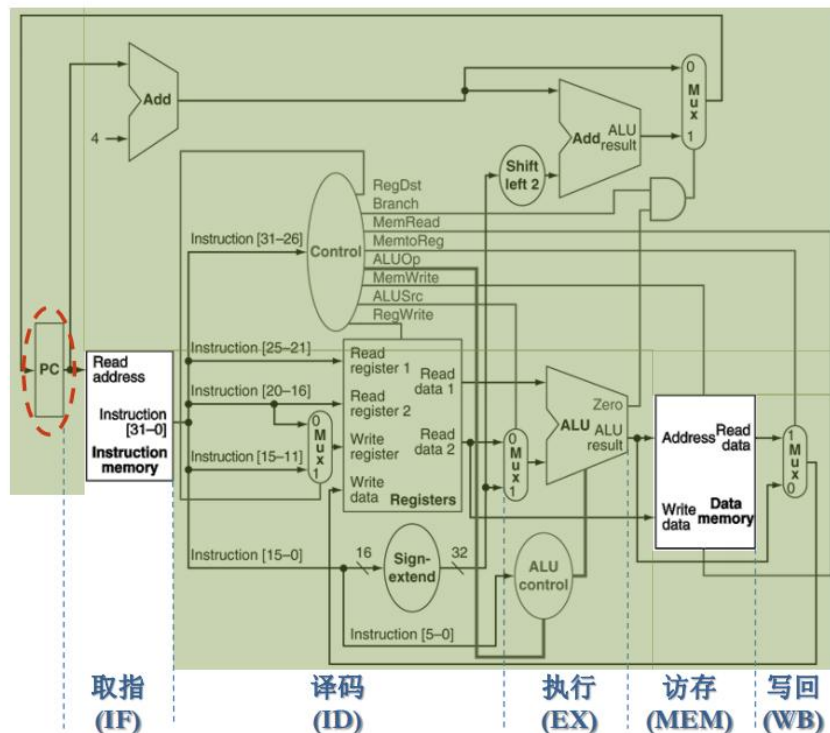 Add
4
0
Mux
1
Add
ALU
result
Shift
left 2
RegDst
Branch
MemRead
MemtoReg
ALUOp
MemWrite
ALUSrc
RegWrite
Control
Instruction [31–26]
PC
Read
address
Instruction
[31–0]
Instruction
memory
Instruction [25–21]
Instruction [20–16]
Instruction [15–11]
Instruction [15–0]
0
Mux
1
Read
register 1
Read
register 2
Write
register
Write
data
Read
data 1
Read
data 2
Registers
0
Mux
1
Zero
ALU
ALU
result
Address
Read
data
Write
data
Data
memory
1
Mux
0
16
Sign-
extend
32
ALU
control
Instruction [5–0]
取指
(IF)
译码
(ID)
执行
(EX)
访存
(MEM)
写回
(WB)